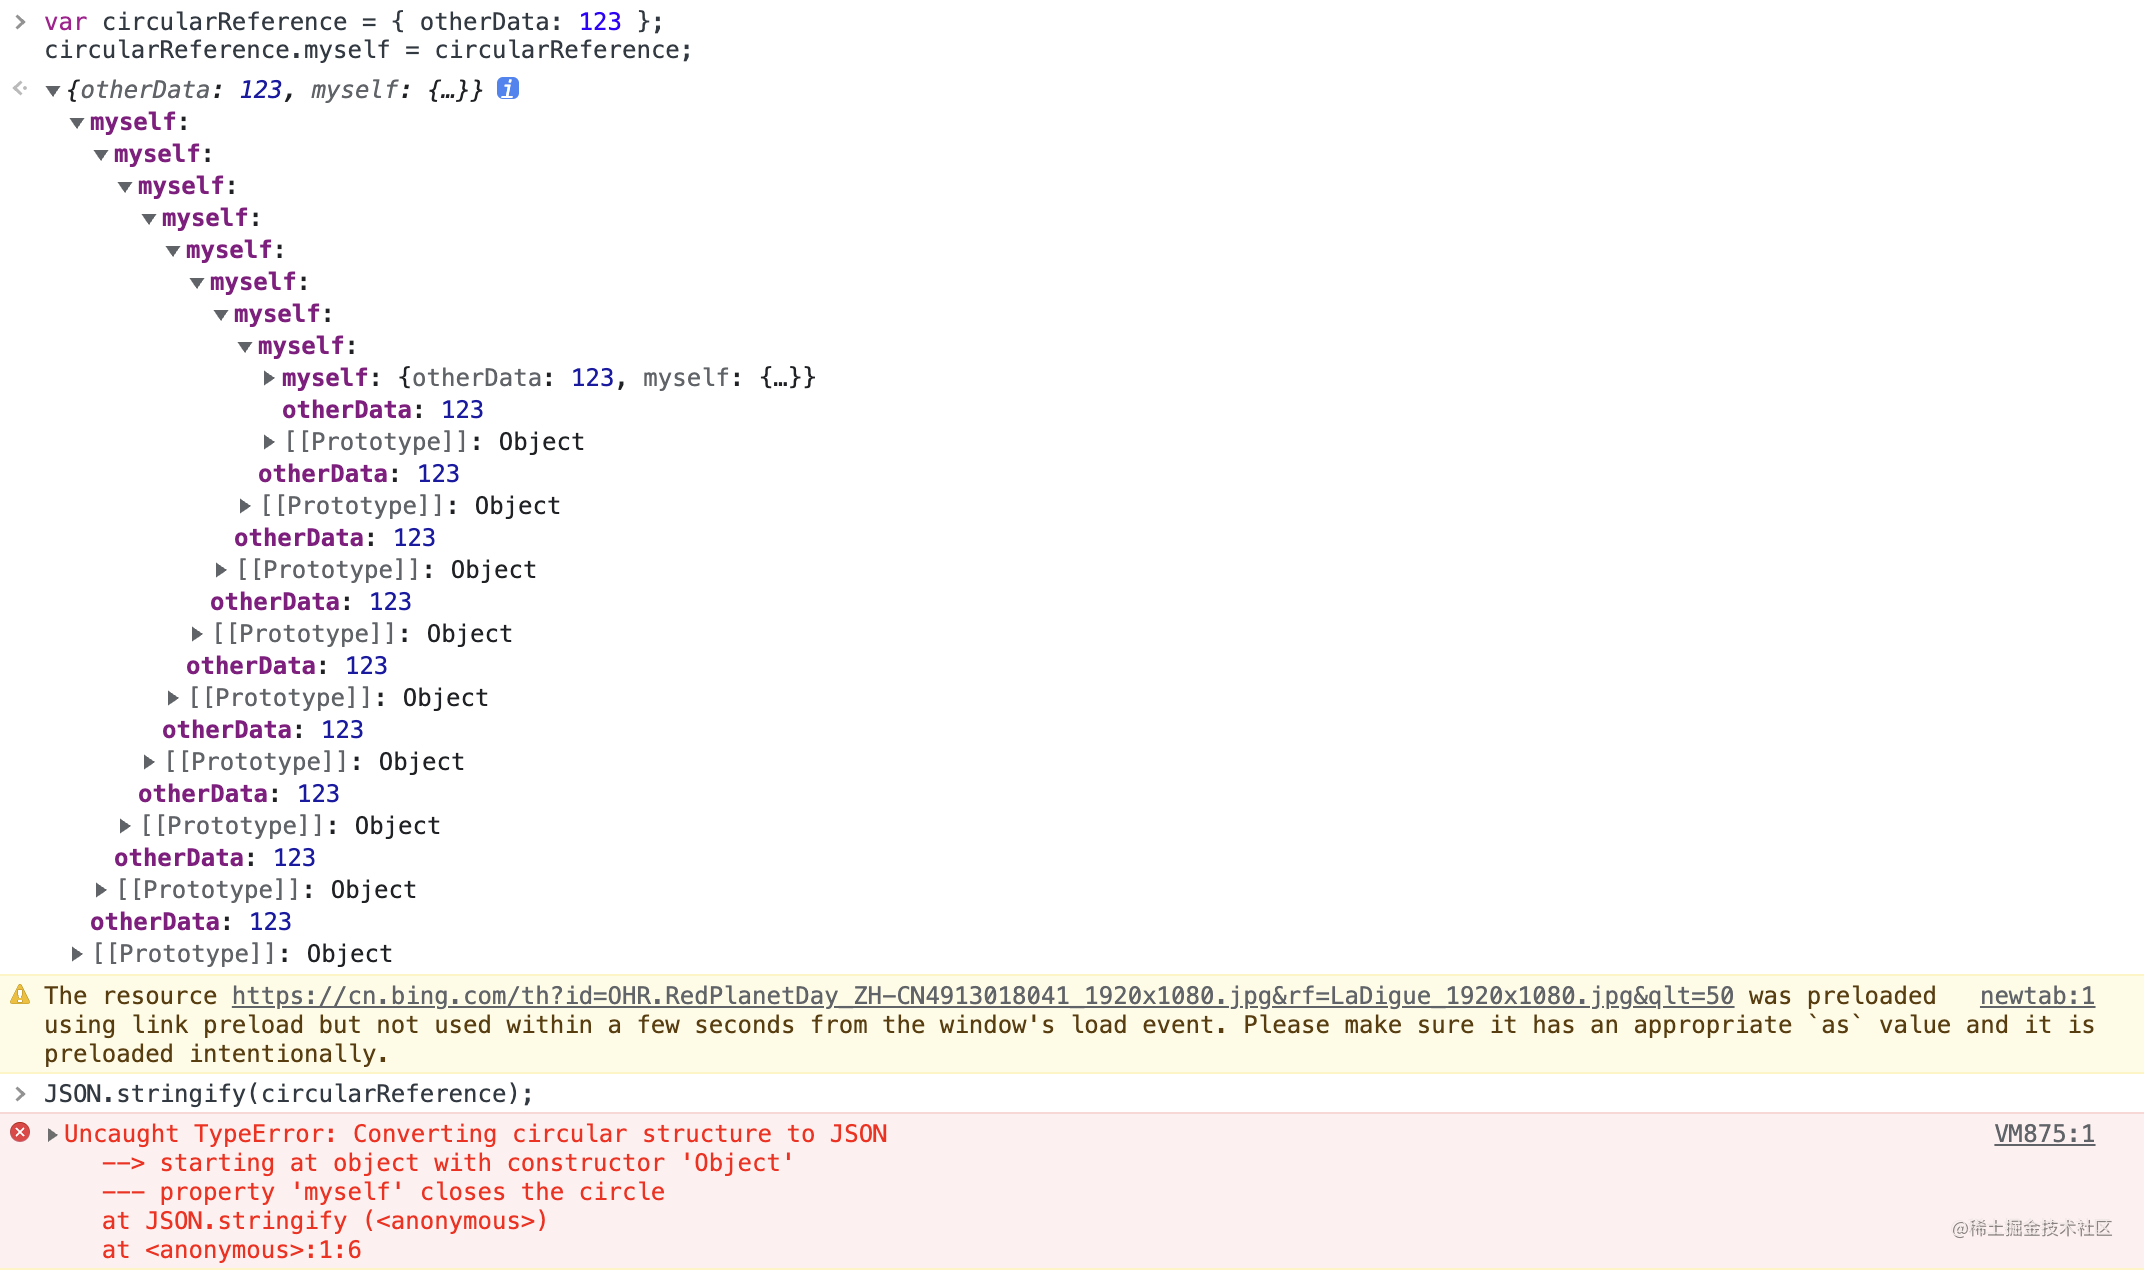 > var circularReference = { otherData: 123 };
circularReference.myself = circularReference;
{otherData: 123, myself: {…}} i
myself:
myself:
myself:
myself:
myself:
myself:
myself:
myself:
myself: {otherData: 123, myself: {…}}
otherData: 123
[[Prototype]]: Object
otherData: 123
[[Prototype]]: Object
otherData: 123
[[Prototype]]: Object
otherData: 123
[[Prototype]]: Object
otherData: 123
[[Prototype]]: Object
otherData: 123
[[Prototype]]: Object
otherData: 123
[[Prototype]]: Object
otherData: 123
[[Prototype]]: Object
otherData: 123
[[Prototype]]: Object
The resource https://cn.bing.com/th?id=OHR.RedPlanetDay_ZH-CN4913018041_1920x1080.jpg&rf=LaDigue_1920x1080.jpg&qlt=50 was preloaded newtab:1
using link preload but not used within a few seconds from the window's load event. Please make sure it has an appropriate `as` value and it is
preloaded intentionally.
> JSON.stringify(circularReference);
Uncaught TypeError: Converting circular structure to JSON VM875:1
--> starting at object with constructor 'Object'
--- property 'myself' closes the circle
at JSON.stringify (<anonymous>)
at <anonymous>:1:6
@稀土掘金技术社区